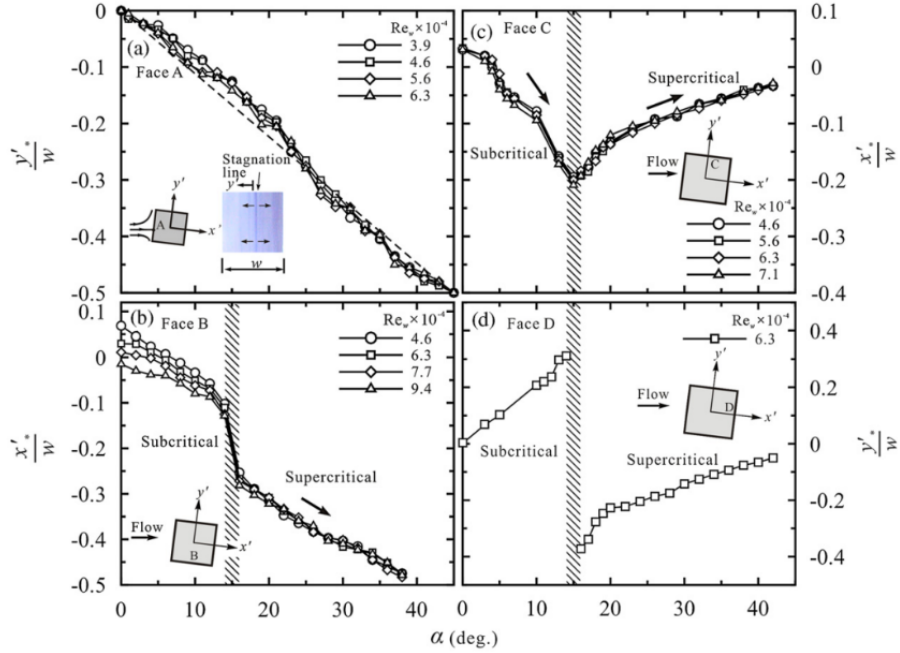 (a)
Face A
Re_w×10⁻⁴
3.9
4.6
5.6
6.3
Stagnation
line
y'
w
A
y'
x'
0
-0.1
-0.2
-0.3
-0.4
-0.5
y'*/w
(c)
Face C
Subcritical
Supercritical
Flow
y'
C
x'
Re_w×10⁻⁴
4.6
5.6
6.3
7.1
0.1
0
-0.1
-0.2
-0.3
-0.4
x'*/w
(b)
Face B
Re_w×10⁻⁴
4.6
6.3
7.7
9.4
Subcritical
Supercritical
Flow
y'
B
x'
0.1
0
-0.1
-0.2
-0.3
-0.4
-0.5
x'*/w
0 10 20 30 40
(d)
Face D
Re_w×10⁻⁴
6.3
Flow
y'
D
x'
Subcritical
Supercritical
0.4
0.2
0
-0.2
-0.4
y'*/w
0 10 20 30 40
α (deg.)